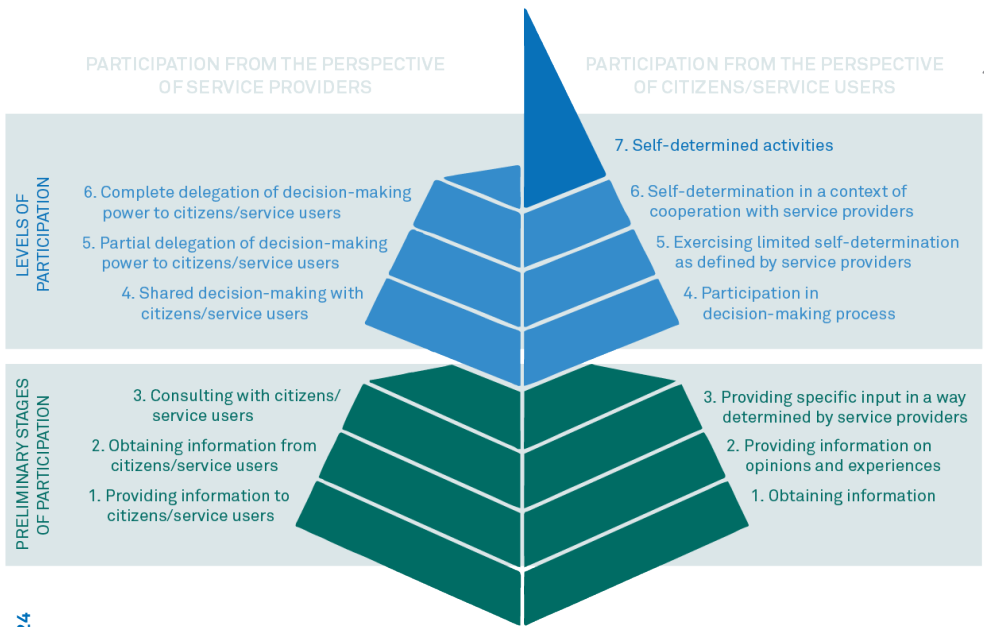 PARTICIPATION FROM THE PERSPECTIVE
OF SERVICE PROVIDERS
PARTICIPATION FROM THE PERSPECTIVE
OF CITIZENS/SERVICE USERS
LEVELS OF
PARTICIPATION
7. Self-determined activities
6. Complete delegation of decision-making
power to citizens/service users
5. Partial delegation of decision-making
power to citizens/service users
4. Shared decision-making with
citizens/service users
6. Self-determination in a context of
cooperation with service providers
5. Exercising limited self-determination
as defined by service providers
4. Participation in
decision-making process
PRELIMINARY STAGES
OF PARTICIPATION
3. Consulting with citizens/
service users
2. Obtaining information from
citizens/service users
1. Providing information to
citizens/service users
3. Providing specific input in a way
determined by service providers
2. Providing information on
opinions and experiences
1. Obtaining information
24